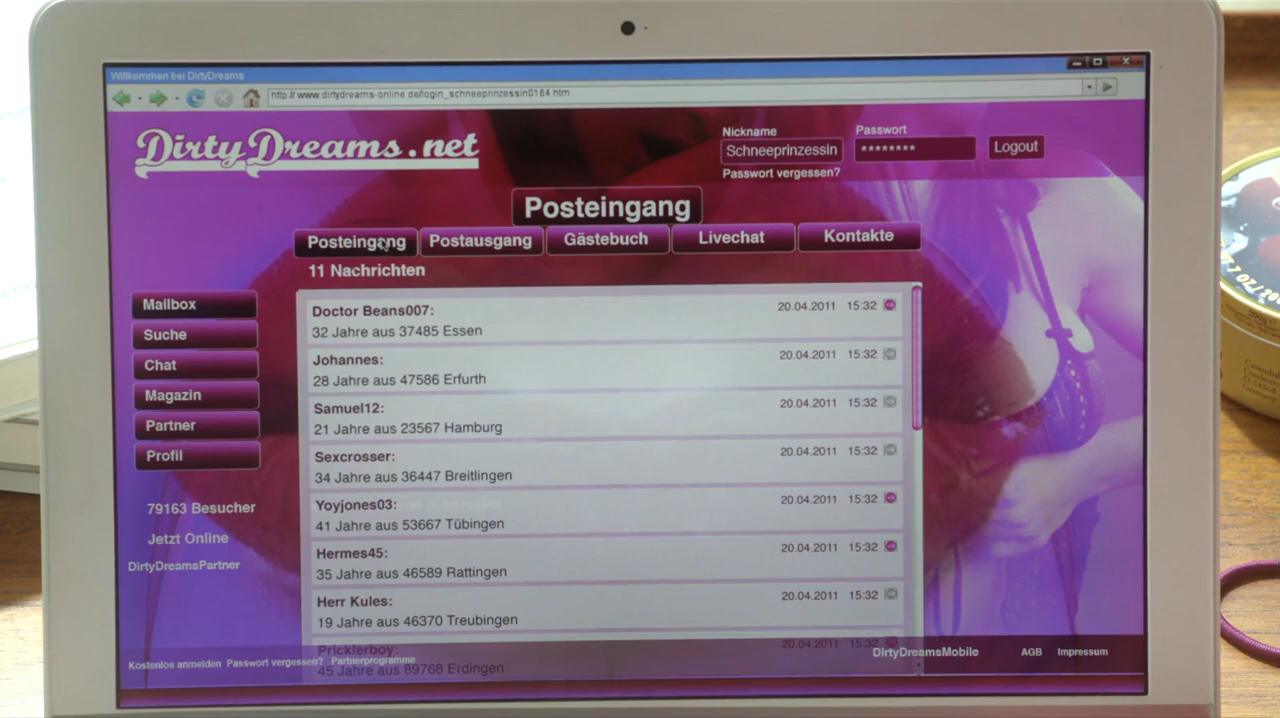 Willkommen bei DirtyDreams
http:// www.dirtydreams-online.de/login_schneeprinzessin0164.htm
DirtyDreams.net
Nickname
Passwort
Schneeprinzessin
********
Logout
Passwort vergessen?
Posteingang
Posteingang
Postausgang
Gästebuch
Livechat
Kontakte
11 Nachrichten
Mailbox
Suche
Chat
Magazin
Partner
Profil
79163 Besucher
Jetzt Online
DirtyDreamsPartner
Doctor Beans007:
20.04.2011 15:32
32 Jahre aus 37485 Essen
Johannes:
20.04.2011 15:32
28 Jahre aus 47586 Erfurth
Samuel12:
20.04.2011 15:32
21 Jahre aus 23567 Hamburg
Sexcrosser:
20.04.2011 15:32
34 Jahre aus 36447 Breitlingen
Yoyjones03:
20.04.2011 15:32
41 Jahre aus 53667 Tübingen
Hermes45:
20.04.2011 15:32
35 Jahre aus 46589 Rattingen
Herr Kules:
20.04.2011 15:32
19 Jahre aus 46370 Treubingen
Pricklerboy:
20.04.2011 15:32
45 Jahre aus 89768 Erdingen
Kostenlos anmelden Passwort vergessen? Partnerprogramme
DirtyDreamsMobile
AGB
Impressum